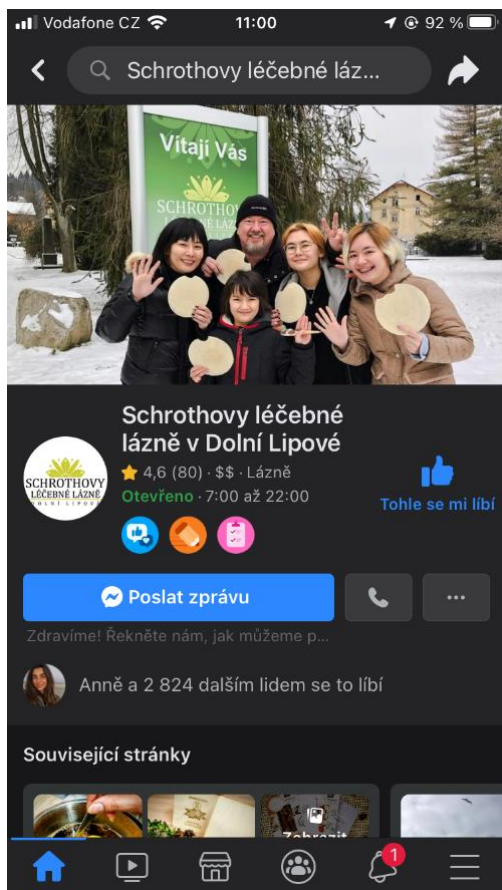 Vodafone CZ 11:00 92 %
Schrothovy léčebné láz...
Vítají Vás
SCHROTHOVY
Schrothovy léčebné
lázně v Dolní Lipové
4,6 (80) · $$ · Lázně
Otevřeno · 7:00 až 22:00
SCHROTHOVY
LÉČEBNÉ LÁZNĚ
DOLNÍ LIPOVÉ
Tohle se mi líbí
Poslat zprávu
Zdravíme! Řekněte nám, jak můžeme p...
Anně a 2 824 dalším lidem se to líbí
Související stránky
Zobrazit
1